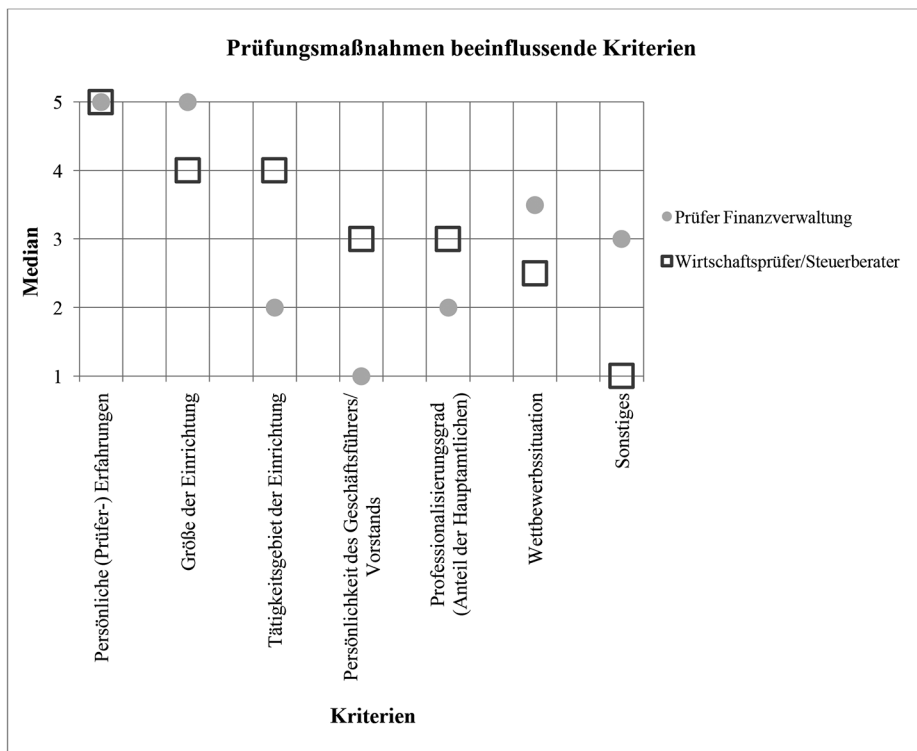 Prüfungsmaßnahmen beeinflussende Kriterien
Median
5
4
3
2
1
Prüfer Finanzverwaltung
Wirtschaftsprüfer/Steuerberater
Persönliche (Prüfer-) Erfahrungen
Größe der Einrichtung
Tätigkeitsgebiet der Einrichtung
Persönlichkeit des Geschäftsführers/
Vorstands
Professionalisierungsgrad
(Anteil der Hauptamtlichen)
Wettbewerbssituation
Sonstiges
Kriterien